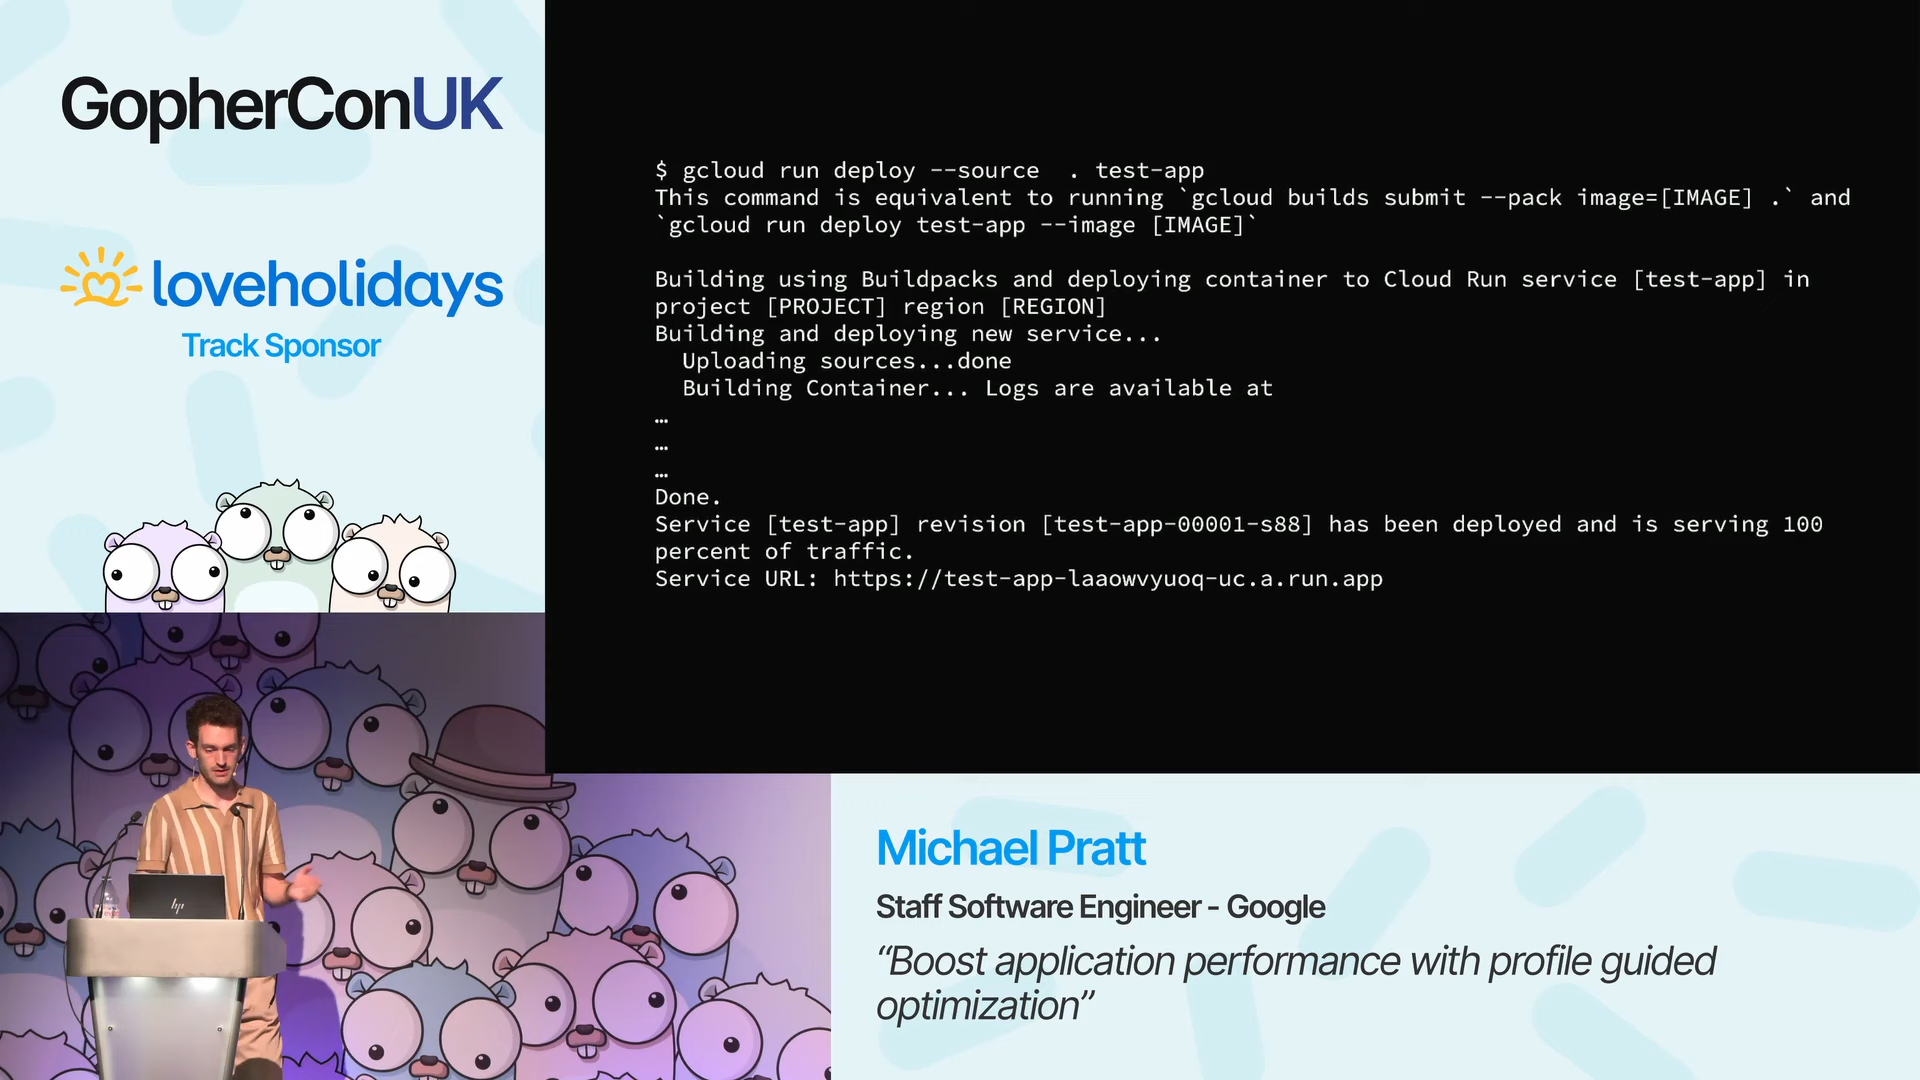 GopherConUK
loveholidays
Track Sponsor
$ gcloud run deploy --source  . test-app
This command is equivalent to running `gcloud builds submit --pack image=[IMAGE] .` and
`gcloud run deploy test-app --image [IMAGE]`
Building using Buildpacks and deploying container to Cloud Run service [test-app] in
project [PROJECT] region [REGION]
Building and deploying new service...
  Uploading sources...done
  Building Container... Logs are available at
…
…
…
Done.
Service [test-app] revision [test-app-00001-s88] has been deployed and is serving 100
percent of traffic.
Service URL: https://test-app-laaowvyuoq-uc.a.run.app
hp
Michael Pratt
Staff Software Engineer - Google
“Boost application performance with profile guided
optimization”